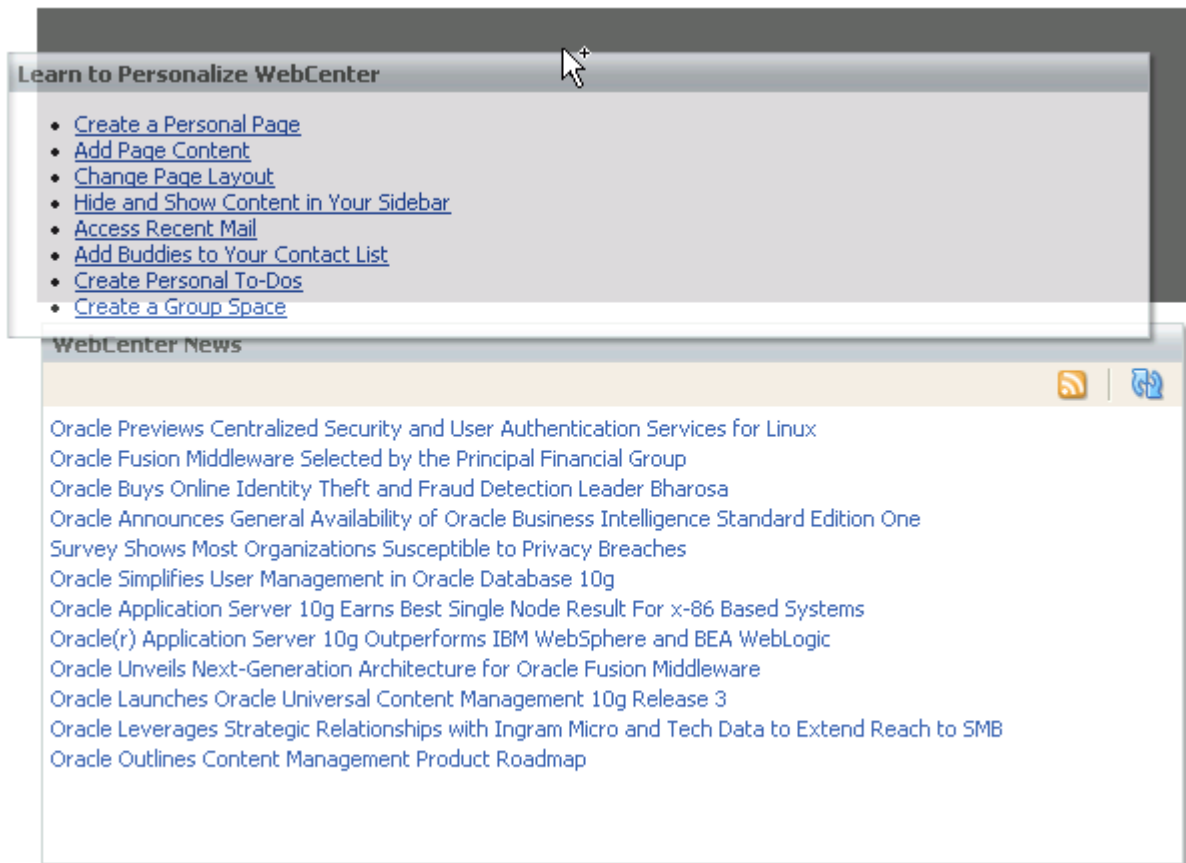 Learn to Personalize WebCenter
Create a Personal Page
Add Page Content
Change Page Layout
Hide and Show Content in Your Sidebar
Access Recent Mail
Add Buddies to Your Contact List
Create Personal To-Dos
Create a Group Space
WebCenter News
Oracle Previews Centralized Security and User Authentication Services for Linux
Oracle Fusion Middleware Selected by the Principal Financial Group
Oracle Buys Online Identity Theft and Fraud Detection Leader Bharosa
Oracle Announces General Availability of Oracle Business Intelligence Standard Edition One
Survey Shows Most Organizations Susceptible to Privacy Breaches
Oracle Simplifies User Management in Oracle Database 10g
Oracle Application Server 10g Earns Best Single Node Result For x-86 Based Systems
Oracle(r) Application Server 10g Outperforms IBM WebSphere and BEA WebLogic
Oracle Unveils Next-Generation Architecture for Oracle Fusion Middleware
Oracle Launches Oracle Universal Content Management 10g Release 3
Oracle Leverages Strategic Relationships with Ingram Micro and Tech Data to Extend Reach to SMB
Oracle Outlines Content Management Product Roadmap